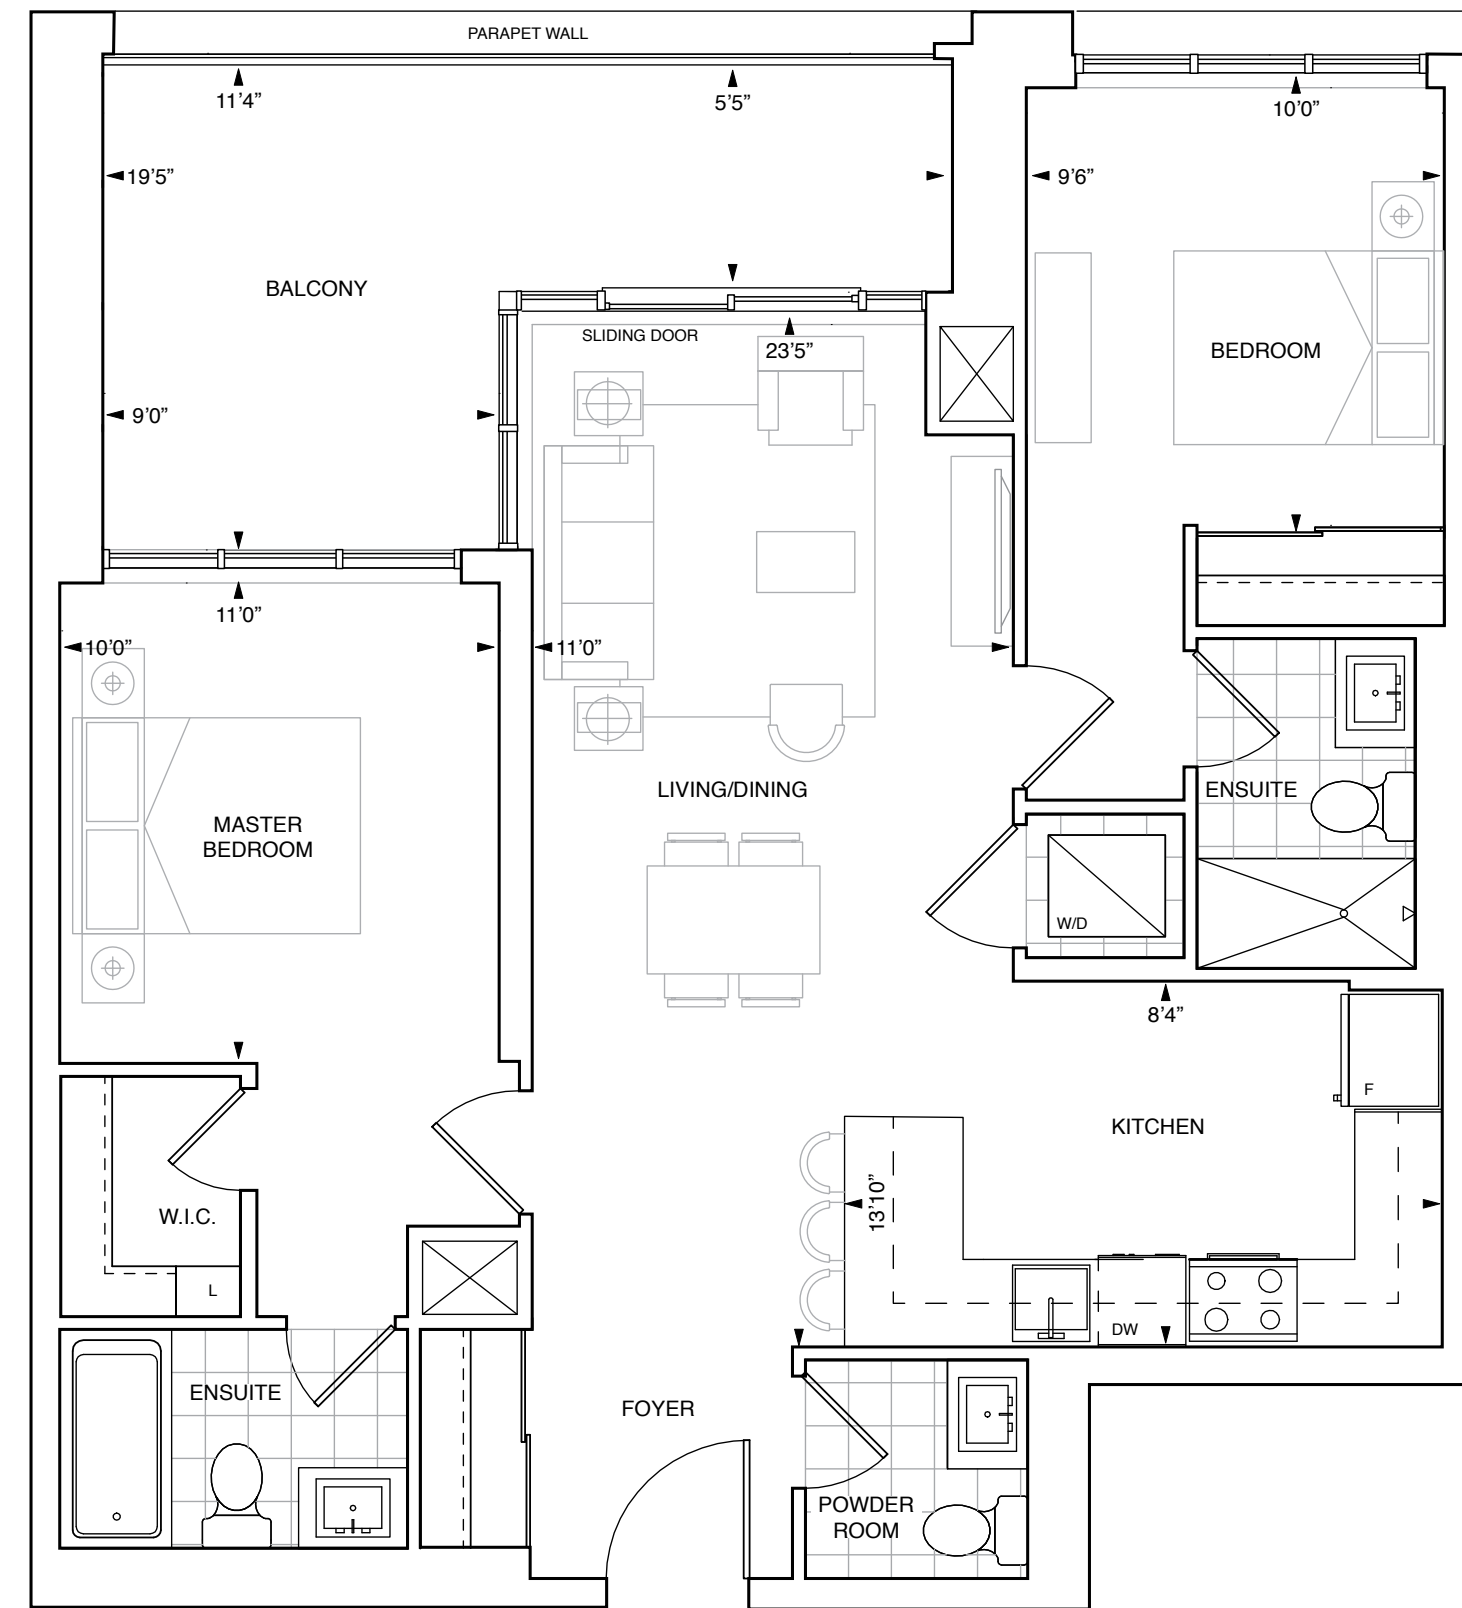 PARAPET WALL
11’4”
5’5”
10’0”
19’5”
9’6”
BALCONY
SLIDING DOOR
23’5”
BEDROOM
9’0”
11’0”
10’0”
11’0”
LIVING/DINING
ENSUITE
MASTER
BEDROOM
W/D
8’4”
F
KITCHEN
13’10”
W.I.C.
L
DW
ENSUITE
FOYER
POWDER
ROOM